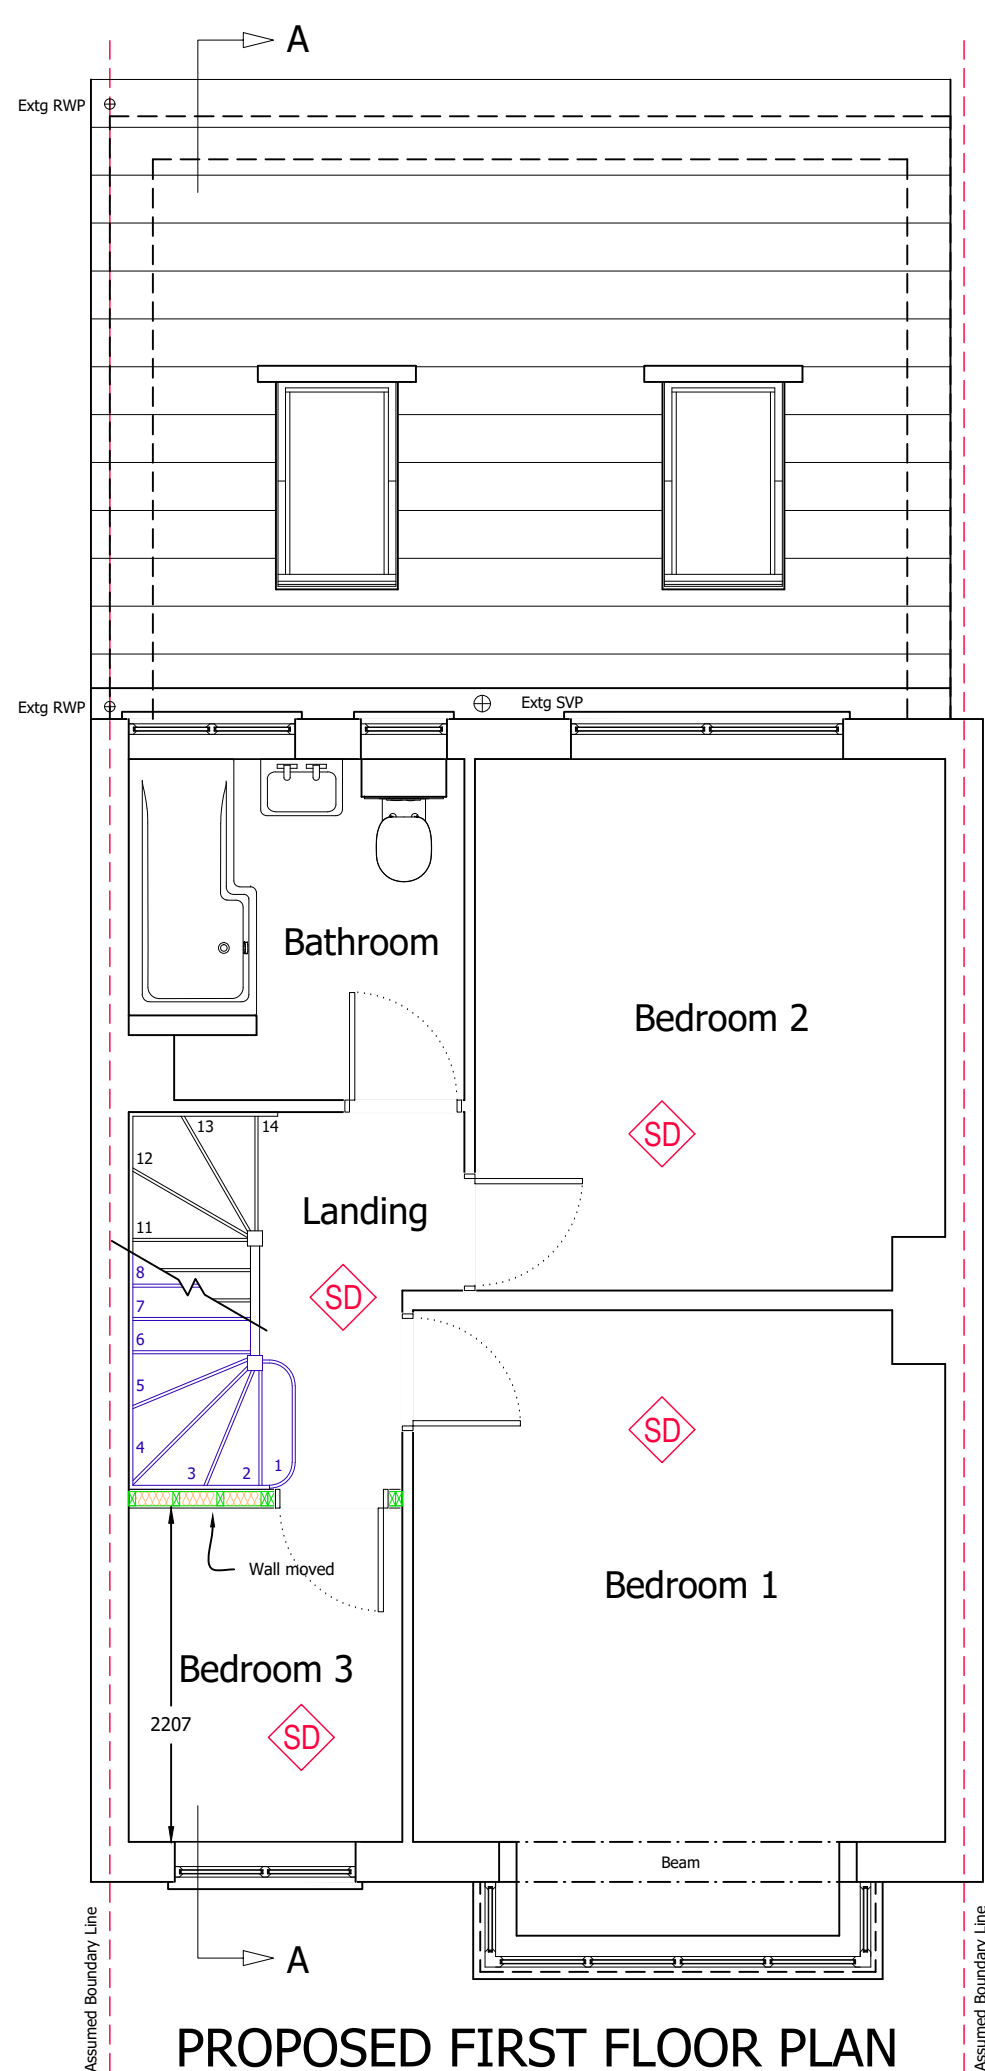 A
Extg RWP
Extg RWP
Extg SVP
Bathroom
Bedroom 2
SD
13
14
12
Landing
11
8
SD
7
6
5
SD
4
3
2
1
Wall moved
Bedroom 1
Bedroom 3
2207
SD
Beam
Assumed Boundary Line
Assumed Boundary Line
A
PROPOSED FIRST FLOOR PLAN